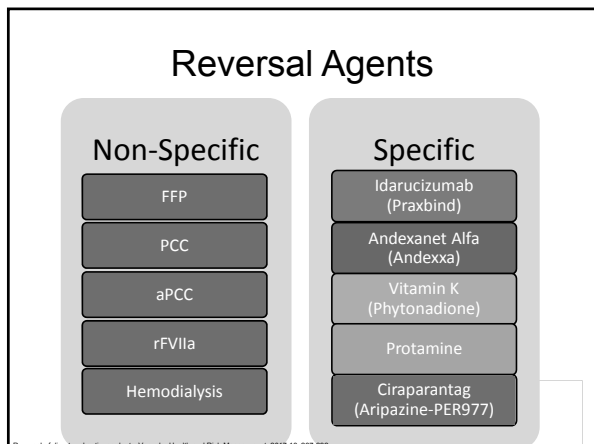 Reversal Agents
Non-Specific
FFP
PCC
aPCC
rFVIIa
Hemodialysis
Specific
Idarucizumab
(Praxbind)
Andexanet Alfa
(Andexxa)
Vitamin K
(Phytonadione)
Protamine
Ciraparantag
(Aripazine-PER977)